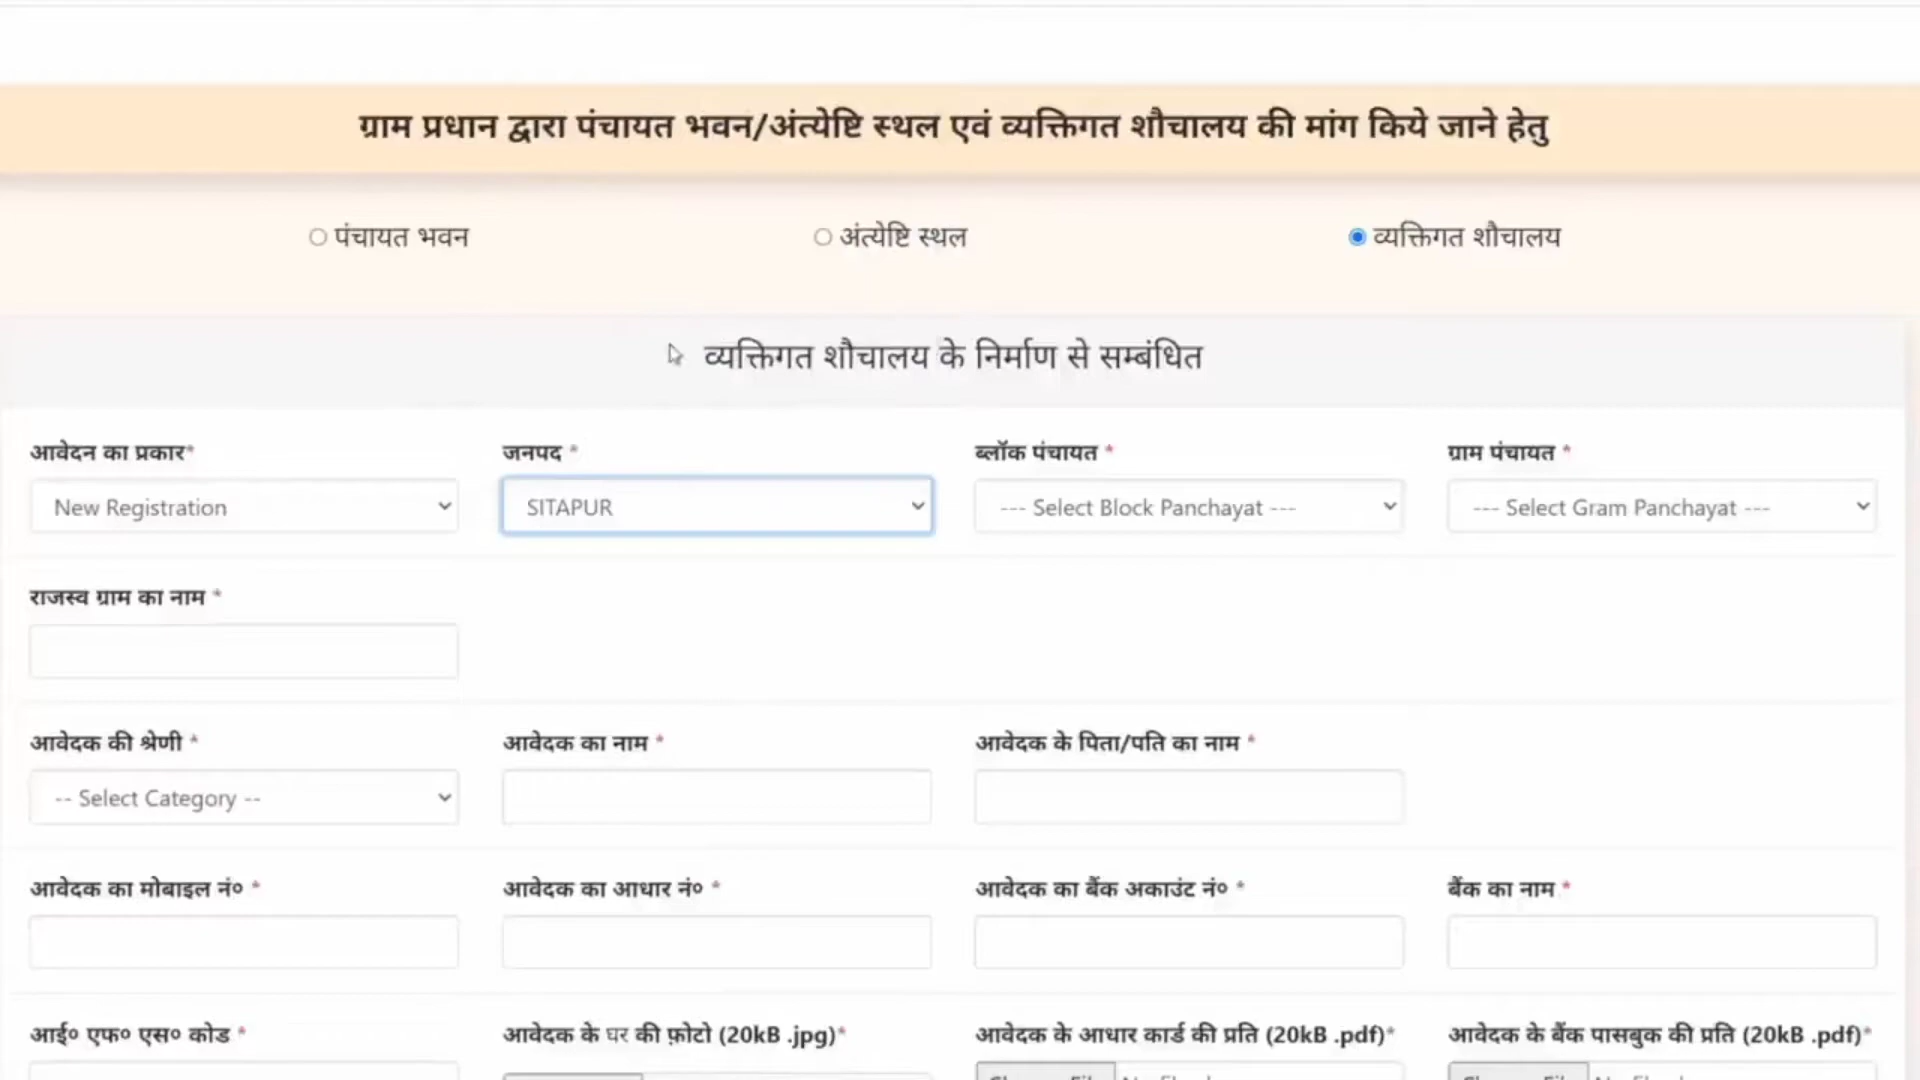 ग्राम प्रधान द्वारा पंचायत भवन/अंत्येष्टि स्थल एवं व्यक्तिगत शौचालय की मांग किये जाने हेतु
पंचायत भवन अंत्येष्टि स्थल व्यक्तिगत शौचालय
व्यक्तिगत शौचालय के निर्माण से सम्बंधित
आवेदन का प्रकार* जनपद * ब्लॉक पंचायत * ग्राम पंचायत *
New Registration SITAPUR --- Select Block Panchayat --- --- Select Gram Panchayat ---
राजस्व ग्राम का नाम *
आवेदक की श्रेणी * आवेदक का नाम * आवेदक के पिता/पति का नाम *
-- Select Category --
आवेदक का मोबाइल नं० * आवेदक का आधार नं० * आवेदक का बैंक अकाउंट नं० * बैंक का नाम *
आई० एफ० एस० कोड * आवेदक के घर की फ़ोटो (20kB .jpg)* आवेदक के आधार कार्ड की प्रति (20kB .pdf)* आवेदक के बैंक पासबुक की प्रति (20kB .pdf)*